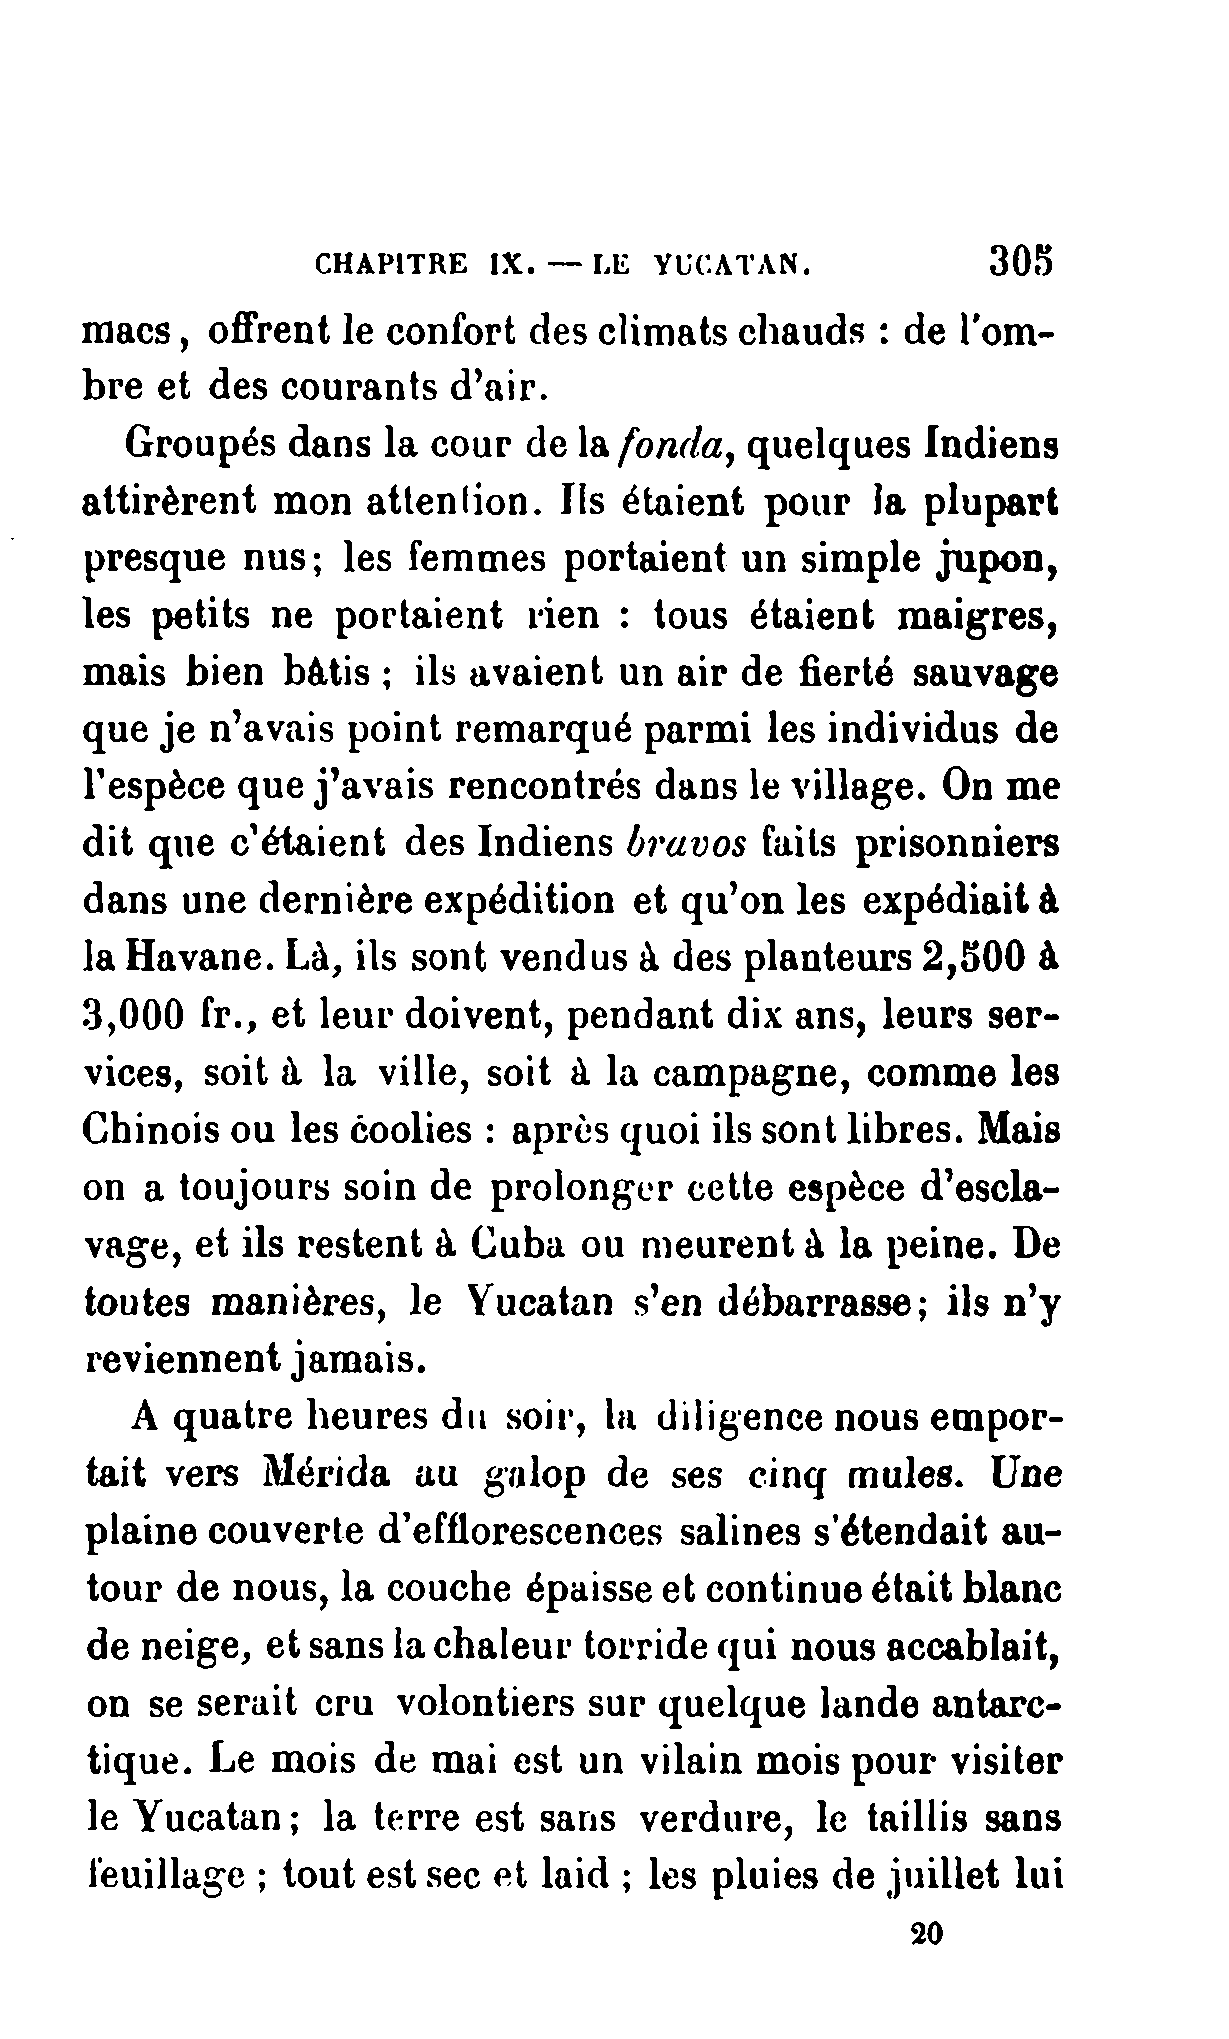 CHAPITRE IX. — LE YUCATAN. 305
macs, offrent le confort des climats chauds : de l'om-
bre et des courants d'air.
Groupés dans la cour de la fonda, quelques Indiens
attirèrent mon attention. Ils étaient pour la plupart
presque nus; les femmes portaient un simple jupon,
les petits ne portaient rien : tous étaient maigres,
mais bien bâtis ; ils avaient un air de fierté sauvage
que je n'avais point remarqué parmi les individus de
l'espèce que j'avais rencontrés dans le village. On me
dit que c'étaient des Indiens bravos faits prisonniers
dans une dernière expédition et qu'on les expédiait à
la Havane. Là, ils sont vendus à des planteurs 2,500 à
3,000 fr., et leur doivent, pendant dix ans, leurs ser-
vices, soit à la ville, soit à la campagne, comme les
Chinois ou les coolies : après quoi ils sont libres. Mais
on a toujours soin de prolonger cette espèce d'escla-
vage, et ils restent à Cuba ou meurent à la peine. De
toutes manières, le Yucatan s'en débarrasse; ils n'y
reviennent jamais.
A quatre heures du soir, la diligence nous empor-
tait vers Mérida au galop de ses cinq mules. Une
plaine couverte d'efflorescences salines s'étendait au-
tour de nous, la couche épaisse et continue était blanc
de neige, et sans la chaleur torride qui nous accablait,
on se serait cru volontiers sur quelque lande antarc-
tique. Le mois de mai est un vilain mois pour visiter
le Yucatan; la terre est sans verdure, le taillis sans
feuillage ; tout est sec et laid ; les pluies de juillet lui
20